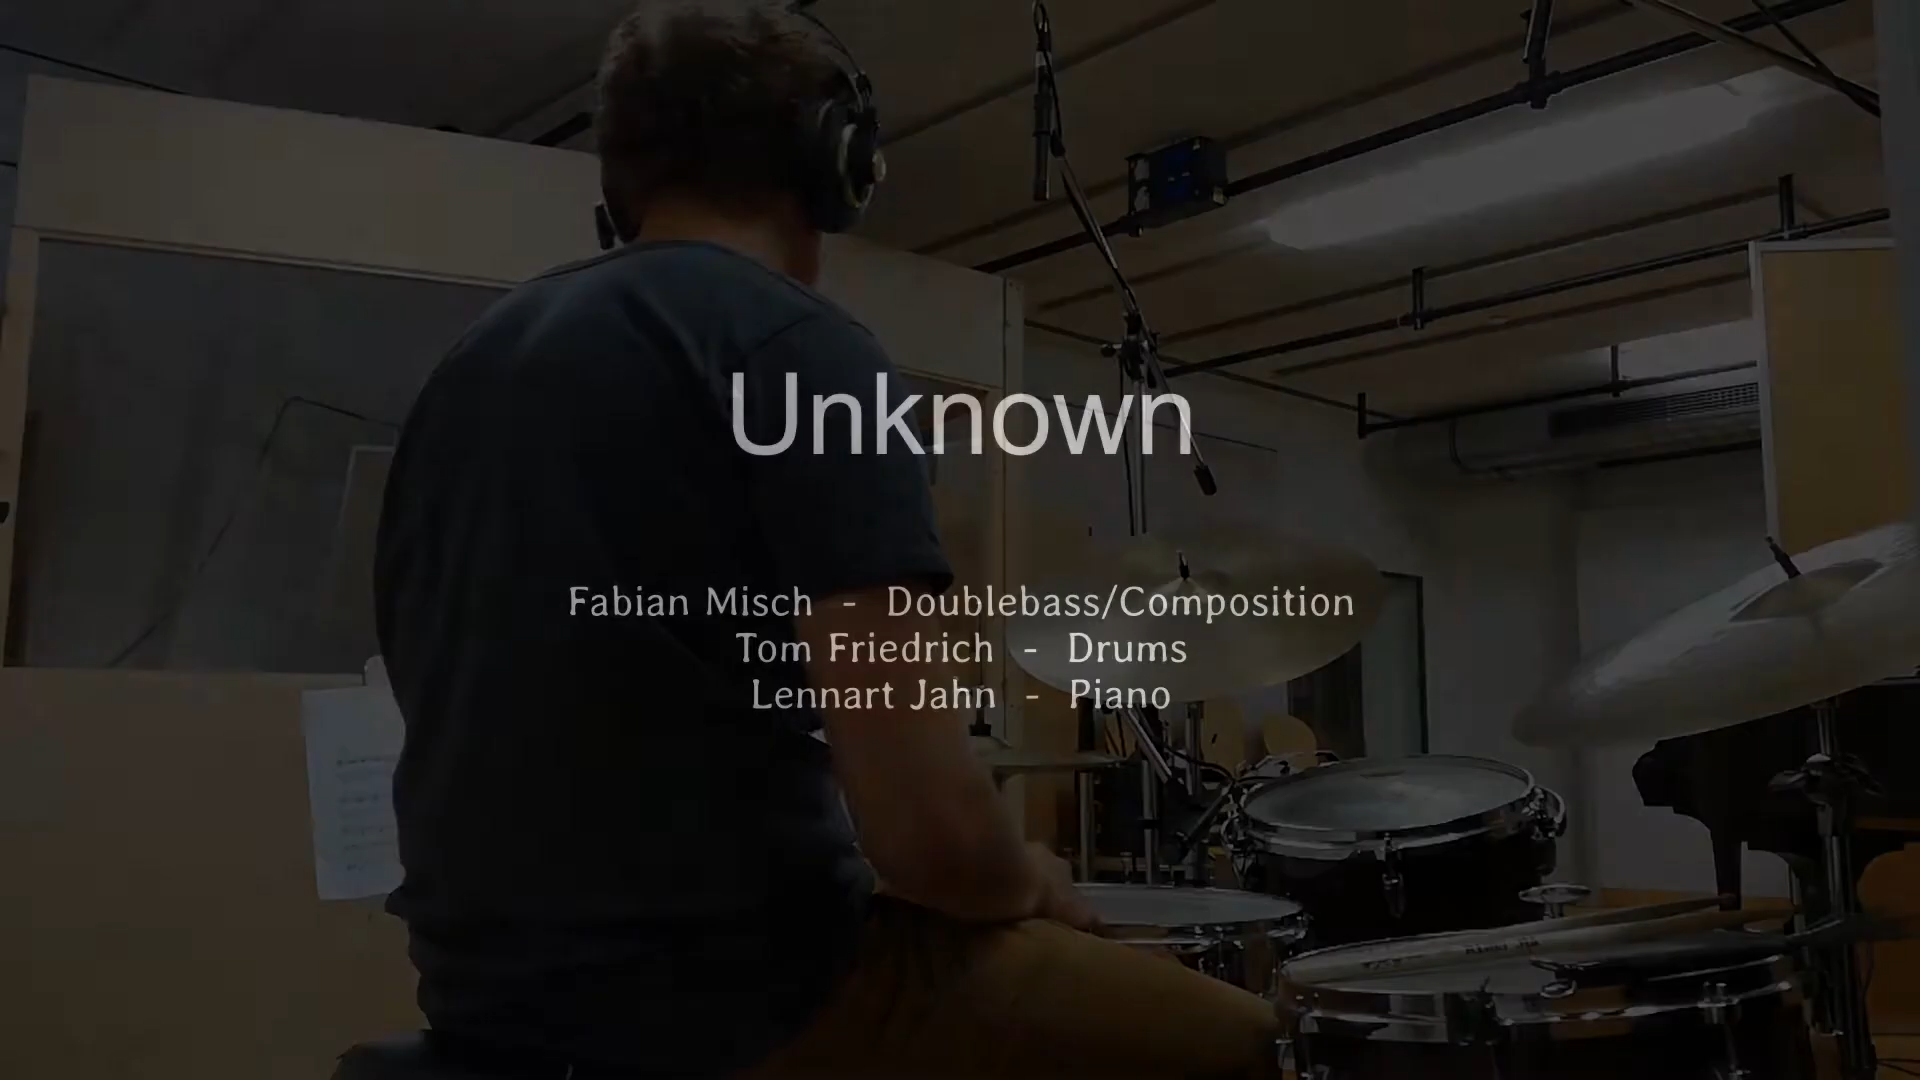 Unknown
Fabian Misch - Doublebass/Composition
Tom Friedrich - Drums
Lennart Jahn - Piano